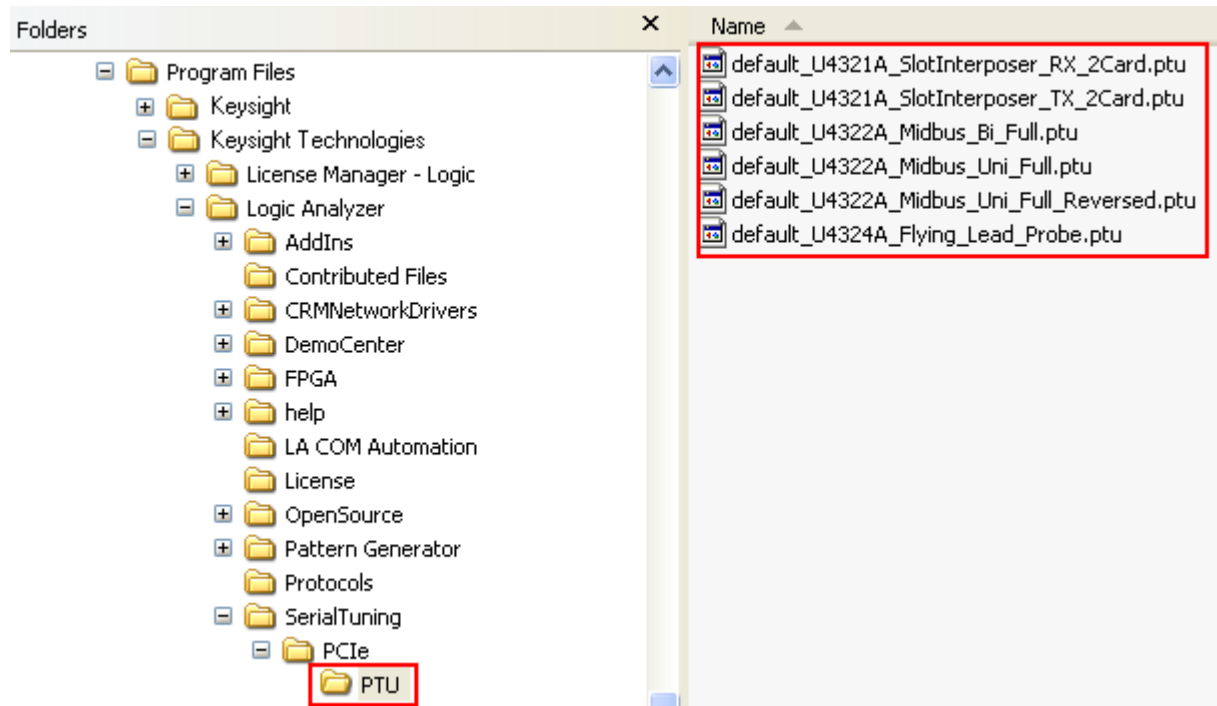 Folders
Program Files
Keysight
Keysight Technologies
License Manager - Logic
Logic Analyzer
AddIns
Contributed Files
CRMNetworkDrivers
DemoCenter
FPGA
help
LA COM Automation
License
OpenSource
Pattern Generator
Protocols
SerialTuning
PCIe
PTU
Name
default_U4321A_SlotInterposer_RX_2Card.ptu
default_U4321A_SlotInterposer_TX_2Card.ptu
default_U4322A_Midbus_Bi_Full.ptu
default_U4322A_Midbus_Uni_Full.ptu
default_U4322A_Midbus_Uni_Full_Reversed.ptu
default_U4324A_Flying_Lead_Probe.ptu